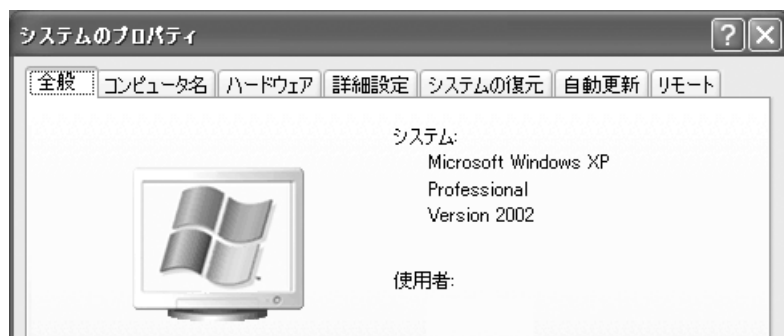 システムのプロパティ
全般 コンピュータ名 ハードウェア 詳細設定 システムの復元 自動更新 リモート
システム:
Microsoft Windows XP
Professional
Version 2002
使用者: